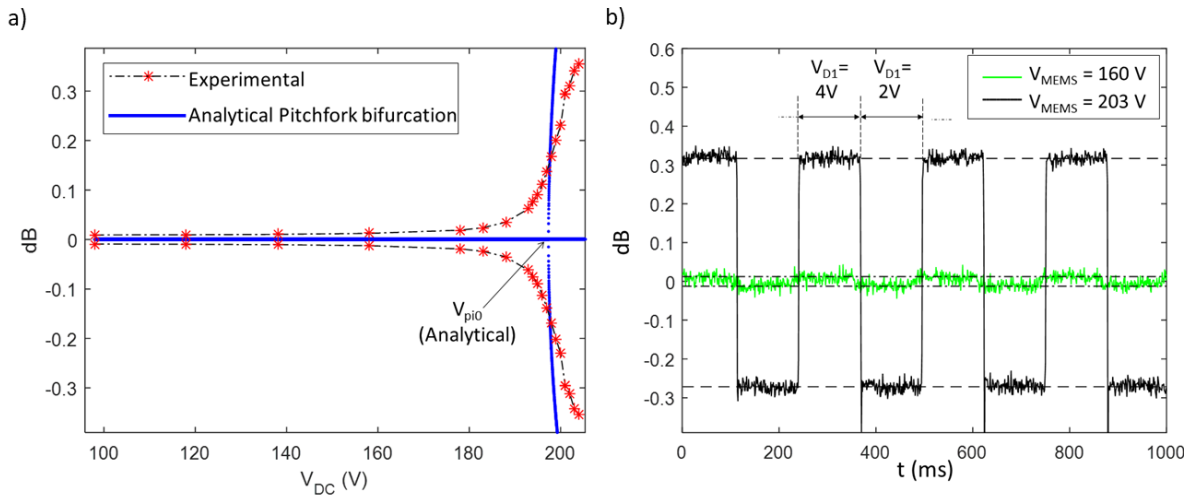 a)
0.3
0.2
0.1
0
-0.1
-0.2
-0.3
dB
Experimental
Analytical Pitchfork bifurcation
V_pi0
(Analytical)
100 120 140 160 180 200
V_DC (V)
b)
0.6
0.5
0.4
0.3
0.2
0.1
0
-0.1
-0.2
-0.3
dB
V_D1= V_D1=
4V 2V
V_MEMS = 160 V
V_MEMS = 203 V
0 200 400 600 800 1000
t (ms)